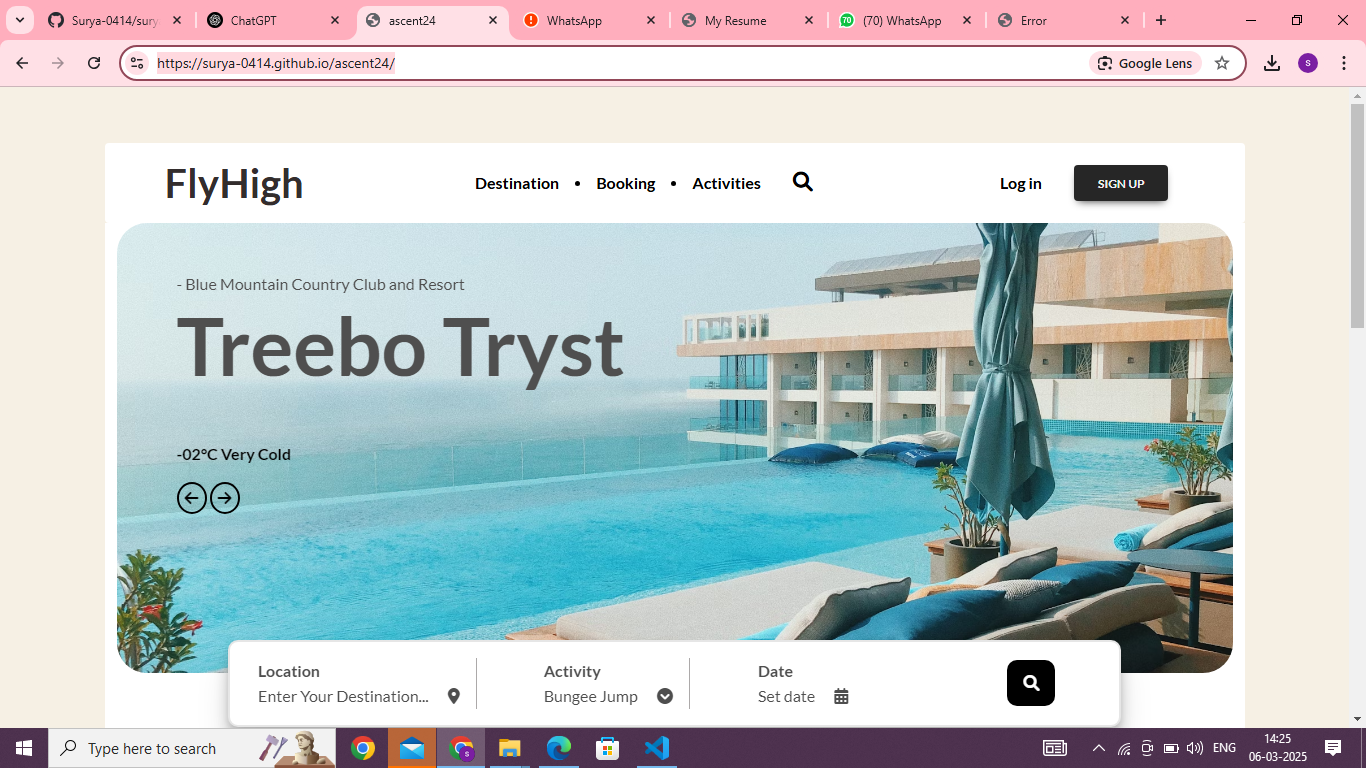 Surya-0414/sury
ChatGPT
ascent24
WhatsApp
My Resume
70
(70) WhatsApp
Error
https://surya-0414.github.io/ascent24/
Google Lens
s
FlyHigh
Destination • Booking • Activities
Log in
SIGN UP
- Blue Mountain Country Club and Resort
Treebo Tryst
-02°C Very Cold
Location
Enter Your Destination...
Activity
Bungee Jump
Date
Set date
Type here to search
S
ENG
14:25
06-03-2025